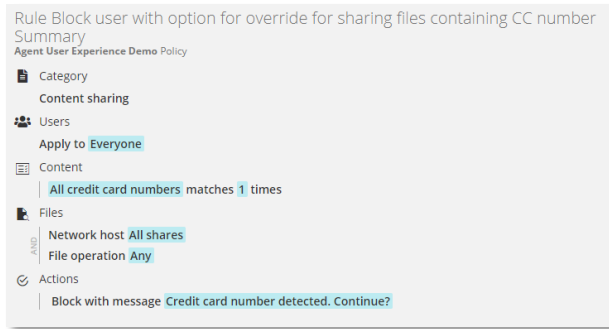 Rule Block user with option for override for sharing files containing CC number
Summary
Agent User Experience Demo Policy
Category
Content sharing
Users
Apply to Everyone
Content
All credit card numbers matches 1 times
Files
Network host All shares
AND
File operation Any
Actions
Block with message Credit card number detected. Continue?